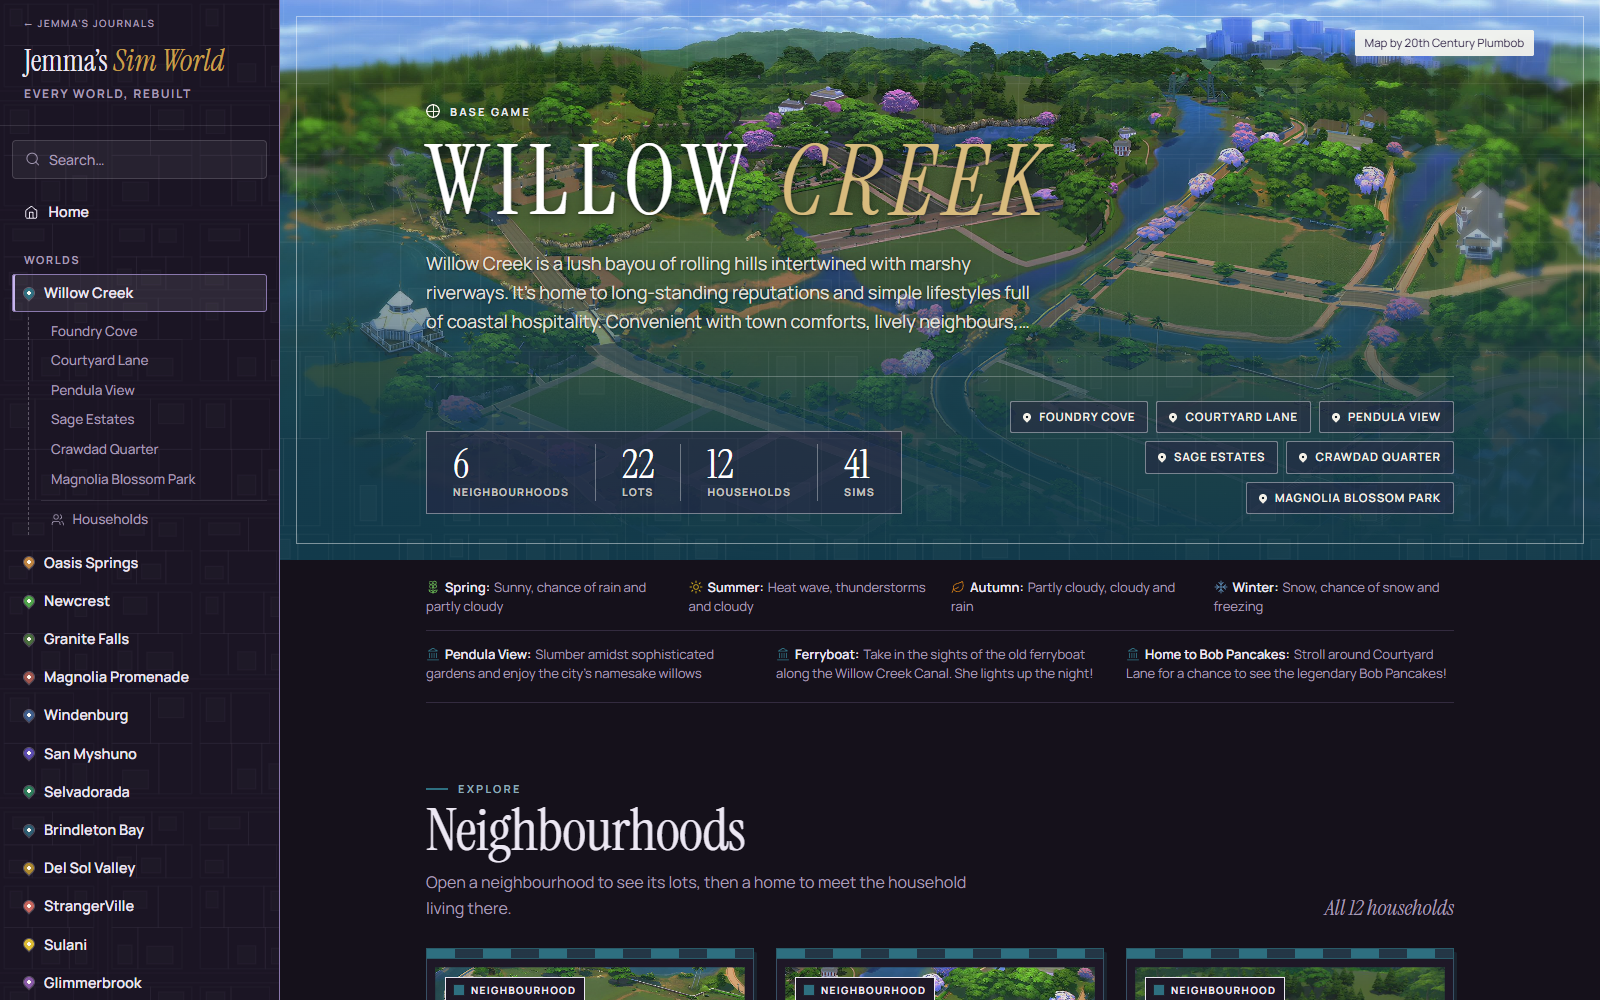 ← JEMMA'S JOURNALS
Jemma's Sim World
EVERY WORLD, REBUILT
Search...
Home
WORLDS
Willow Creek
Foundry Cove
Courtyard Lane
Pendula View
Sage Estates
Crawdad Quarter
Magnolia Blossom Park
Households
Oasis Springs
Newcrest
Granite Falls
Magnolia Promenade
Windenburg
San Myshuno
Selvadorada
Brindleton Bay
Del Sol Valley
StrangerVille
Sulani
Glimmerbrook
Map by 20th Century Plumbob
BASE GAME
WILLOW CREEK
Willow Creek is a lush bayou of rolling hills intertwined with marshy
riverways. It's home to long-standing reputations and simple lifestyles full
of coastal hospitality. Convenient with town comforts, lively neighbours,...
6 NEIGHBOURHOODS
22 LOTS
12 HOUSEHOLDS
41 SIMS
FOUNDRY COVE
COURTYARD LANE
PENDULA VIEW
SAGE ESTATES
CRAWDAD QUARTER
MAGNOLIA BLOSSOM PARK
Spring: Sunny, chance of rain and
partly cloudy
Summer: Heat wave, thunderstorms
and cloudy
Autumn: Partly cloudy, cloudy and
rain
Winter: Snow, chance of snow and
freezing
Pendula View: Slumber amidst sophisticated
gardens and enjoy the city's namesake willows
Ferryboat: Take in the sights of the old ferryboat
along the Willow Creek Canal. She lights up the night!
Home to Bob Pancakes: Stroll around Courtyard
Lane for a chance to see the legendary Bob Pancakes!
EXPLORE
Neighbourhoods
Open a neighbourhood to see its lots, then a home to meet the household
living there.
All 12 households
NEIGHBOURHOOD
NEIGHBOURHOOD
NEIGHBOURHOOD